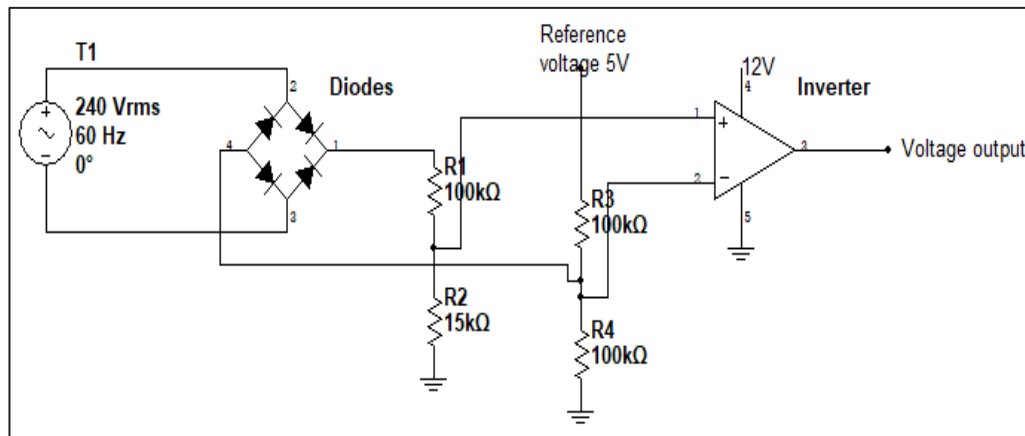 T1
240 Vrms
60 Hz
0°
Diodes
2
4
1
3
R1
100kΩ
R2
15kΩ
Reference
voltage 5V
R3
100kΩ
R4
100kΩ
12V
4
Inverter
1
+
2
−
3
5
Voltage output